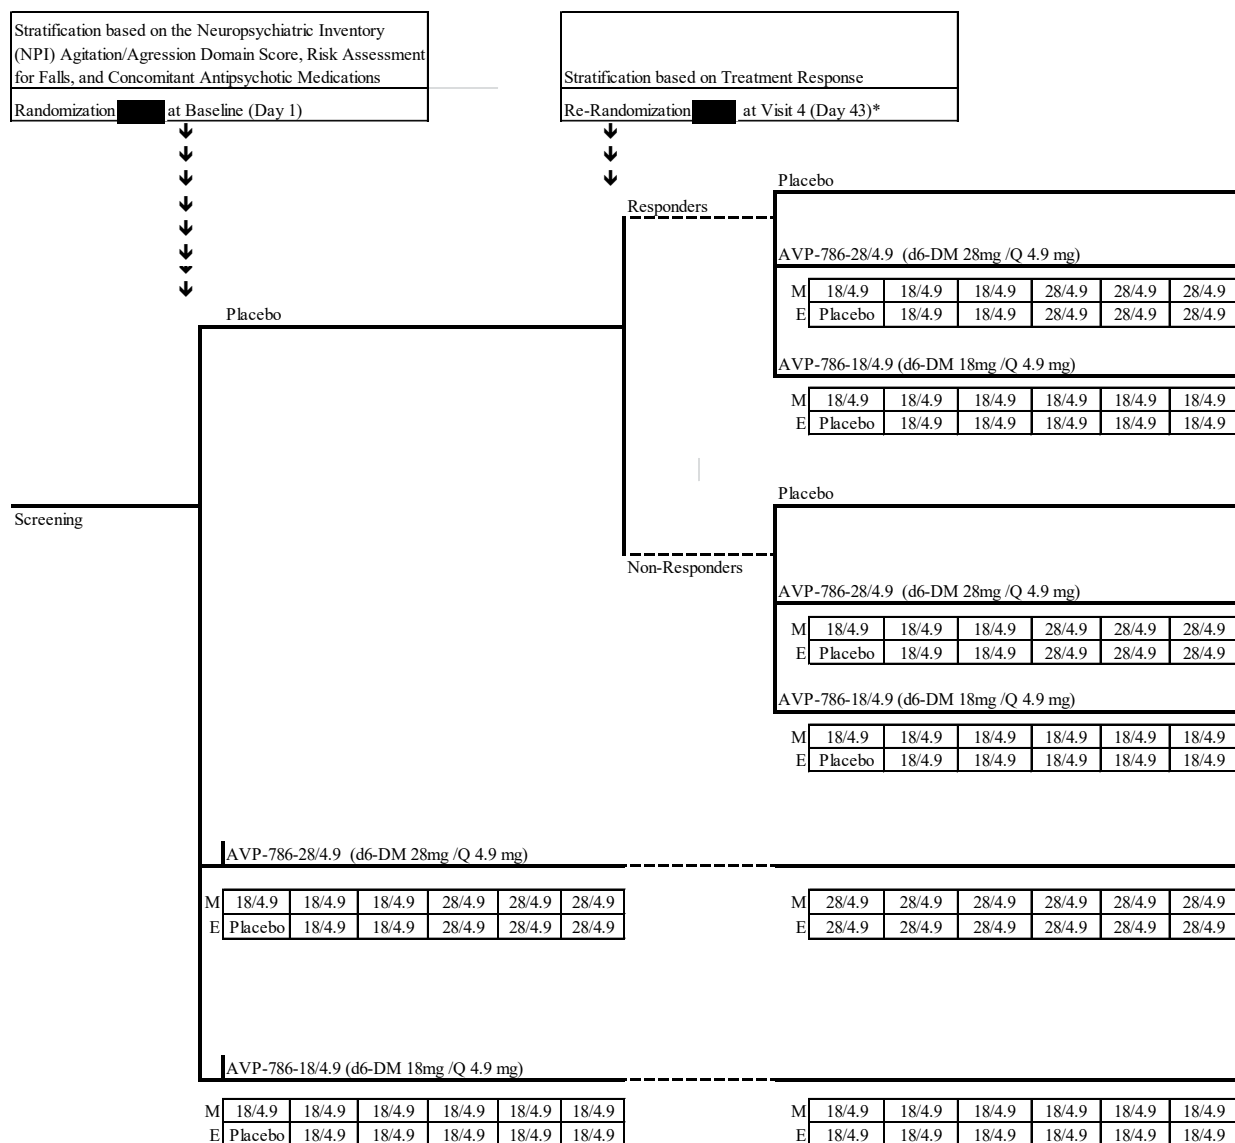 Stratification based on the Neuropsychiatric Inventory
(NPI) Agitation/Agression Domain Score, Risk Assessment
for Falls, and Concomitant Antipsychotic Medications
Randomization at Baseline (Day 1)
Stratification based on Treatment Response
Re-Randomization at Visit 4 (Day 43)*
Placebo
Responders
AVP-786-28/4.9 (d6-DM 28mg /Q 4.9 mg)
M 18/4.9 18/4.9 18/4.9 28/4.9 28/4.9 28/4.9
E Placebo 18/4.9 18/4.9 28/4.9 28/4.9 28/4.9
Placebo
AVP-786-18/4.9 (d6-DM 18mg /Q 4.9 mg)
M 18/4.9 18/4.9 18/4.9 18/4.9 18/4.9 18/4.9
E Placebo 18/4.9 18/4.9 18/4.9 18/4.9 18/4.9
Placebo
Screening
Non-Responders
AVP-786-28/4.9 (d6-DM 28mg /Q 4.9 mg)
M 18/4.9 18/4.9 18/4.9 28/4.9 28/4.9 28/4.9
E Placebo 18/4.9 18/4.9 28/4.9 28/4.9 28/4.9
AVP-786-18/4.9 (d6-DM 18mg /Q 4.9 mg)
M 18/4.9 18/4.9 18/4.9 18/4.9 18/4.9 18/4.9
E Placebo 18/4.9 18/4.9 18/4.9 18/4.9 18/4.9
AVP-786-28/4.9 (d6-DM 28mg /Q 4.9 mg)
M 18/4.9 18/4.9 18/4.9 28/4.9 28/4.9 28/4.9 M 28/4.9 28/4.9 28/4.9 28/4.9 28/4.9 28/4.9
E Placebo 18/4.9 18/4.9 28/4.9 28/4.9 28/4.9 E 28/4.9 28/4.9 28/4.9 28/4.9 28/4.9 28/4.9
AVP-786-18/4.9 (d6-DM 18mg /Q 4.9 mg)
M 18/4.9 18/4.9 18/4.9 18/4.9 18/4.9 18/4.9 M 18/4.9 18/4.9 18/4.9 18/4.9 18/4.9 18/4.9
E Placebo 18/4.9 18/4.9 18/4.9 18/4.9 18/4.9 E 18/4.9 18/4.9 18/4.9 18/4.9 18/4.9 18/4.9